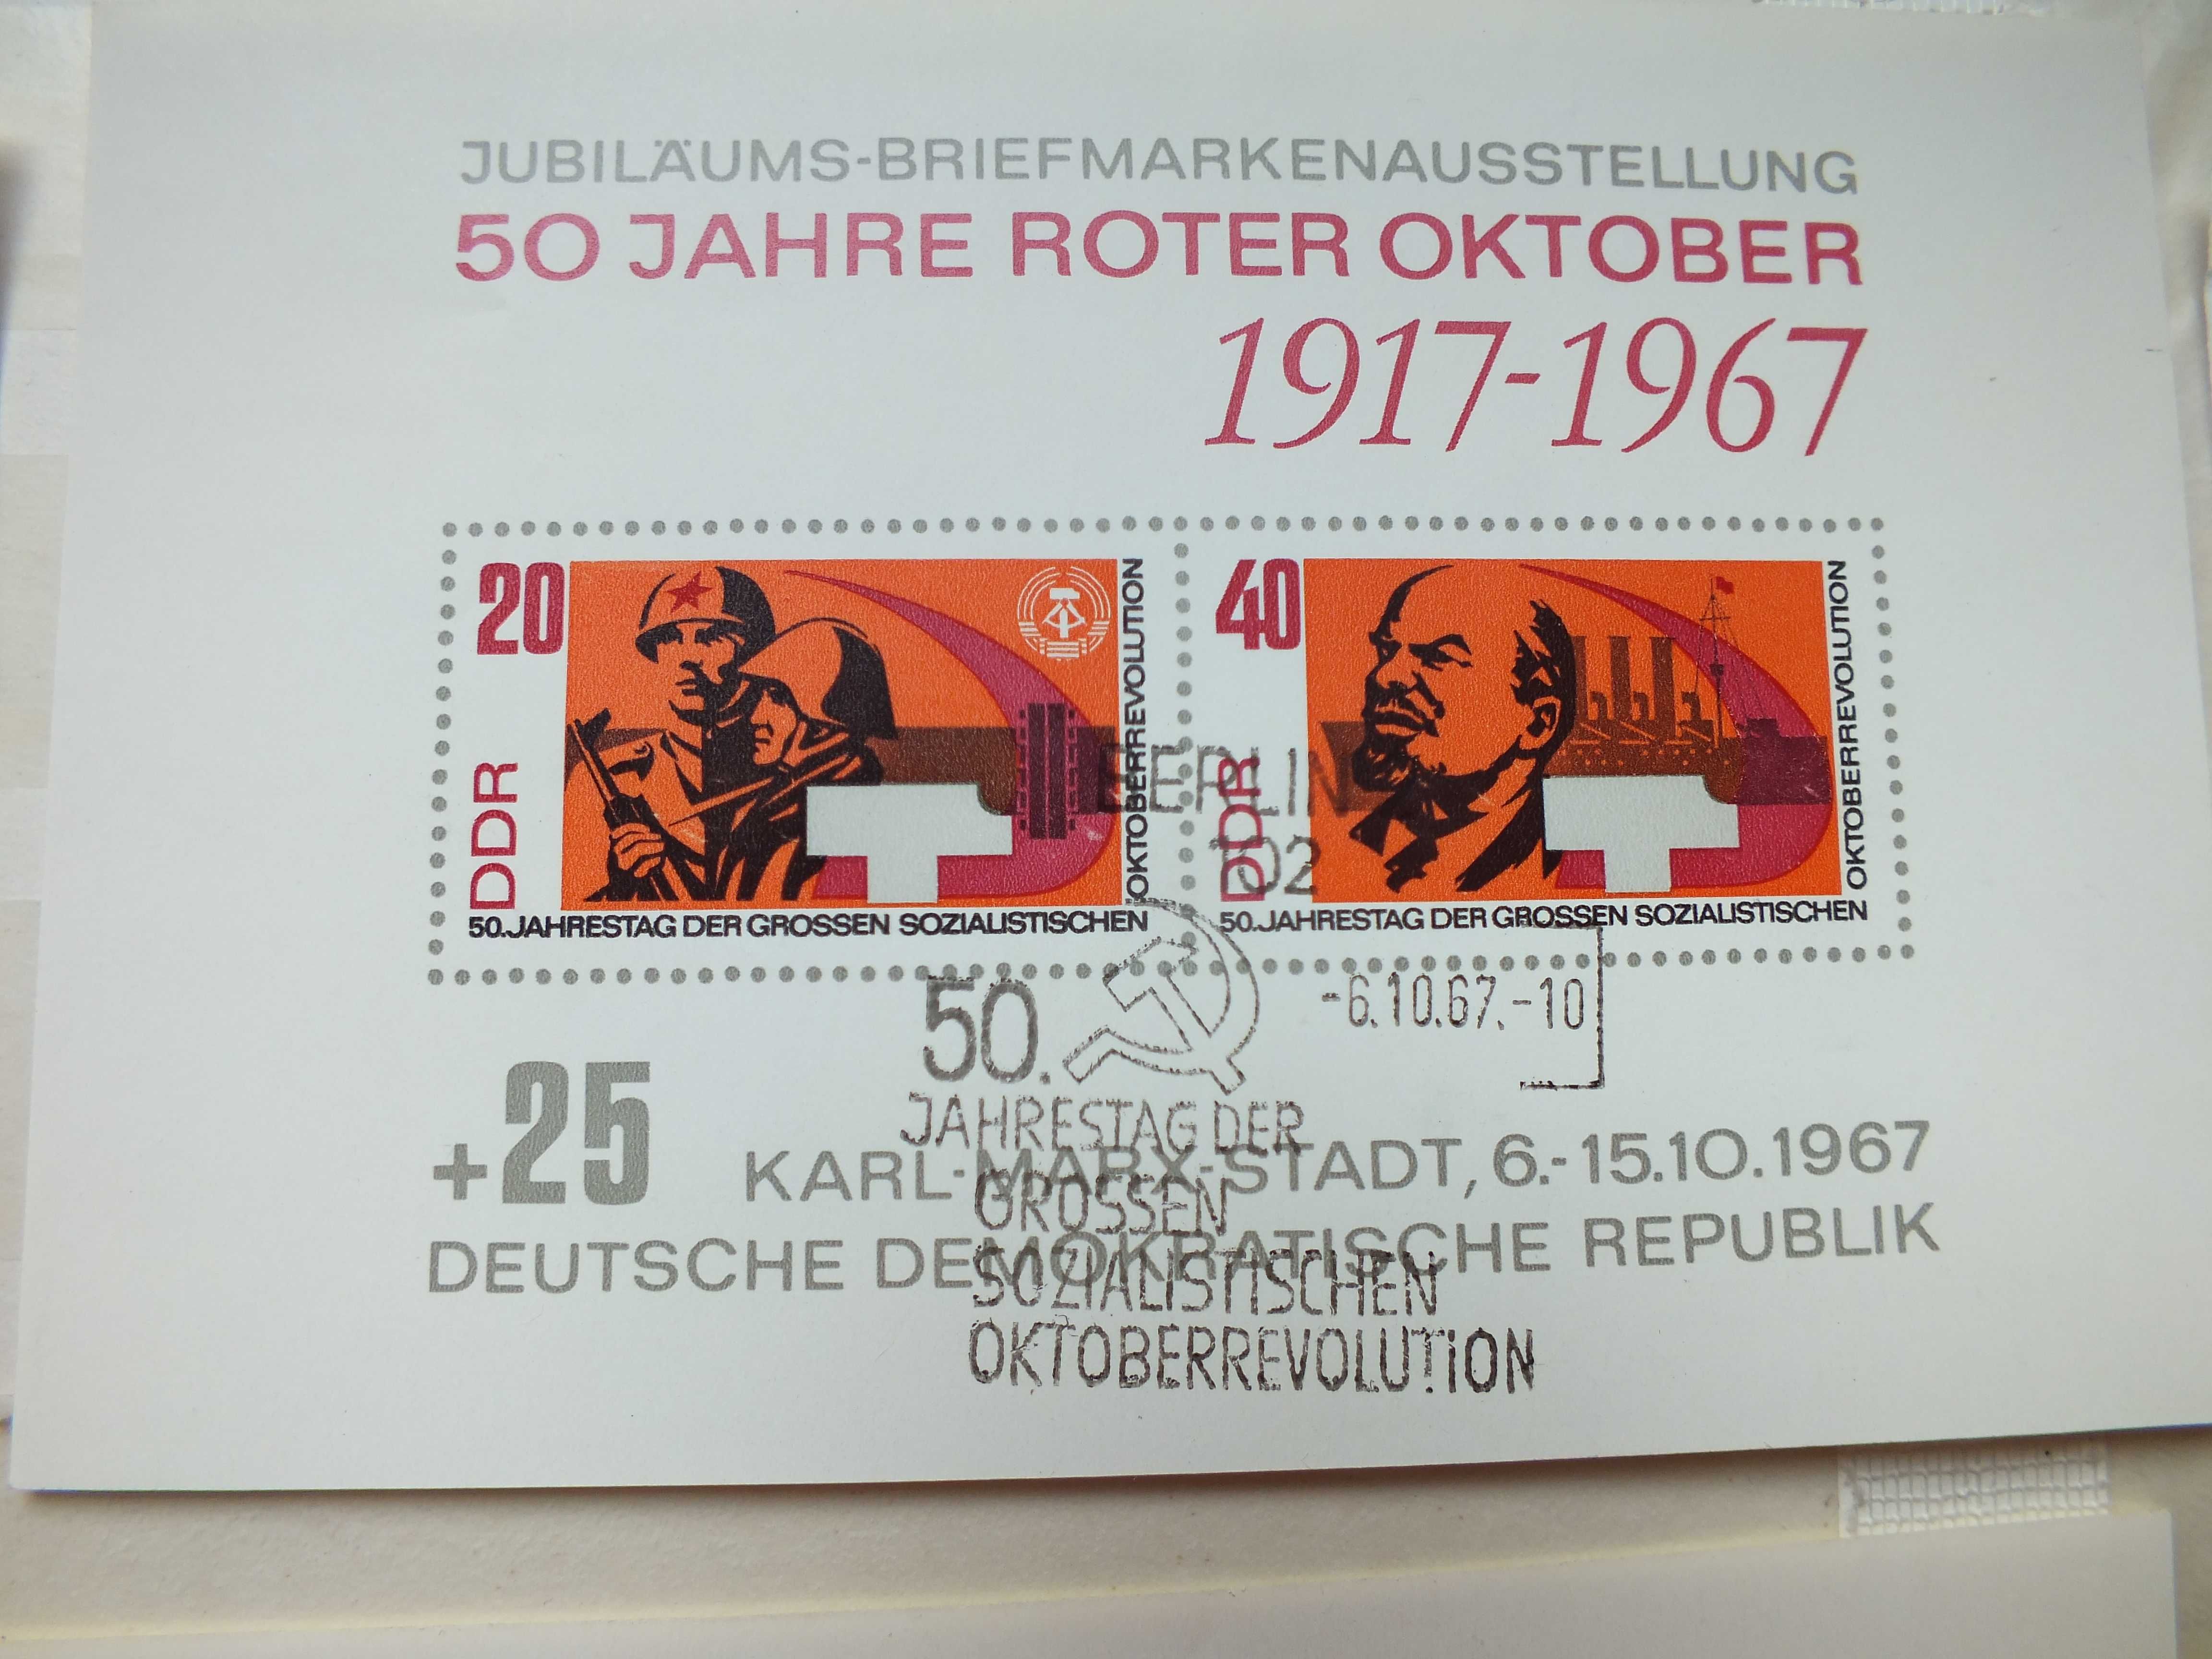 JUBILÄUMS-BRIEFMARKENAUSSTELLUNG
50 JAHRE ROTER OKTOBER
1917-1967
20
DDR
50.JAHRESTAG DER GROSSEN SOZIALISTISCHEN
OKTOBERREVOLUTION
40
DDR
50.JAHRESTAG DER GROSSEN SOZIALISTISCHEN
OKTOBERREVOLUTION
BERLIN
102
-6.10.67.-10
50.
JAHRESTAG DER
GROSSEN
SOZIALISTISCHEN
OKTOBERREVOLUTION
+25
KARL-MARX-STADT, 6.-15.10.1967
DEUTSCHE DEMOKRATISCHE REPUBLIK